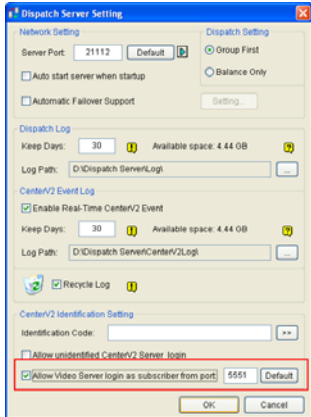 Dispatch Server Setting
Network Setting
Dispatch Setting
Server Port: 21112 Default
Group First
Auto start server when startup
Balance Only
Automatic Failover Support
Setting...
Dispatch Log
Keep Days: 30 Available space: 4.44 GB
Log Path: D:\Dispatch Server\Log\ ...
CenterV2 Event Log
Enable Real-Time CenterV2 Event
Keep Days: 30 Available space: 4.44 GB
Log Path: D:\Dispatch Server\CenterV2Log\ ...
Recycle Log
CenterV2 Identification Setting
Identification Code: >>
Allow unidentified CenterV2 Server login
Allow Video Server login as subscriber from port: 5551 Default
OK Cancel